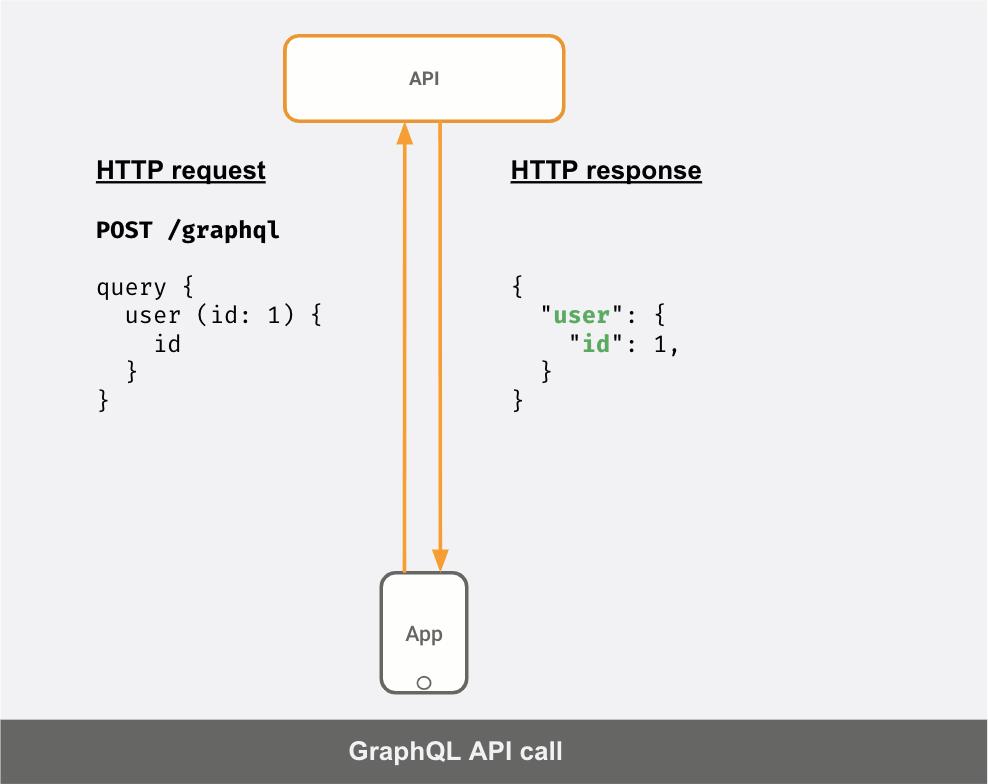 API
HTTP request
POST /graphql
query {
  user (id: 1) {
    id
  }
}
HTTP response
{
  "user": {
    "id": 1,
  }
}
App
GraphQL API call